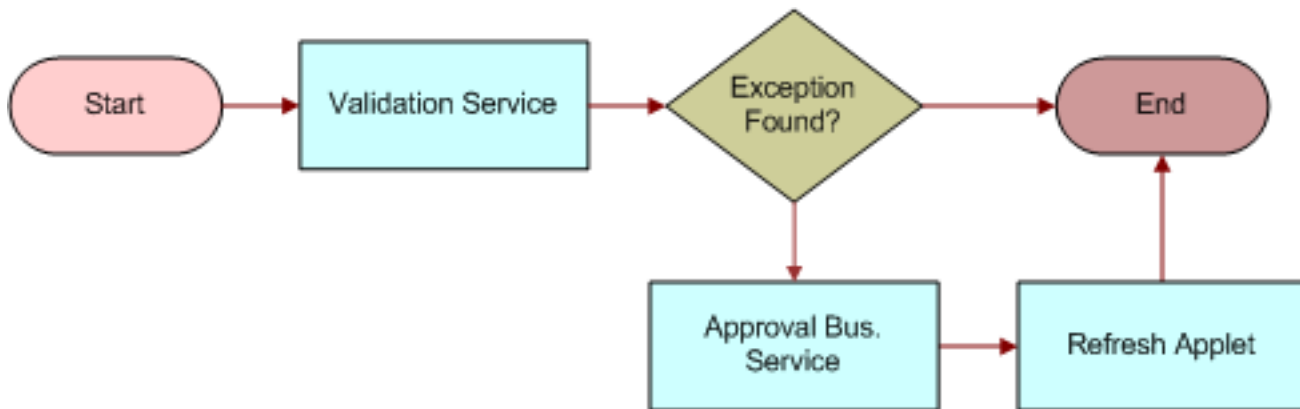 Start
Validation Service
Exception
Found?
End
Approval Bus.
Service
Refresh Applet